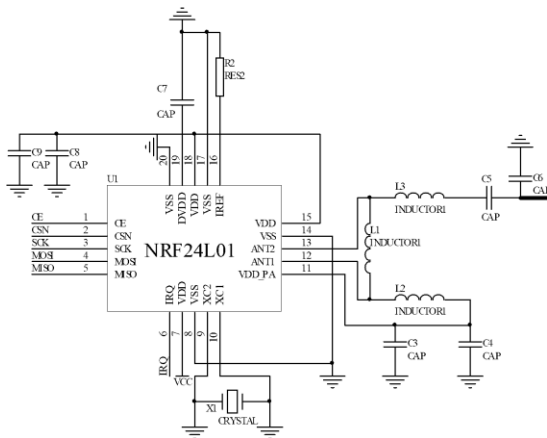 R2
RES2
C7
CAP
C9
CAP
C8
CAP
20
19
18
17
16
U1
VSS
DVDD
VDD
VSS
IREF
L3
INDUCTOR1
C5
CAP
C6
CAP
CE 1 CE
CSN 2 CSN
SCK 3 SCK
MOSI 4 MOSI
MISO 5 MISO
NRF24L01
VDD 15
VSS 14
ANT2 13
ANT1 12
VDD_PA 11
L1
INDUCTOR1
L2
INDUCTOR1
IRQ
VDD
VSS
XC2
XC1
6
7
8
9
10
IRQ
VCC
C3
CAP
C4
CAP
X1
CRYSTAL